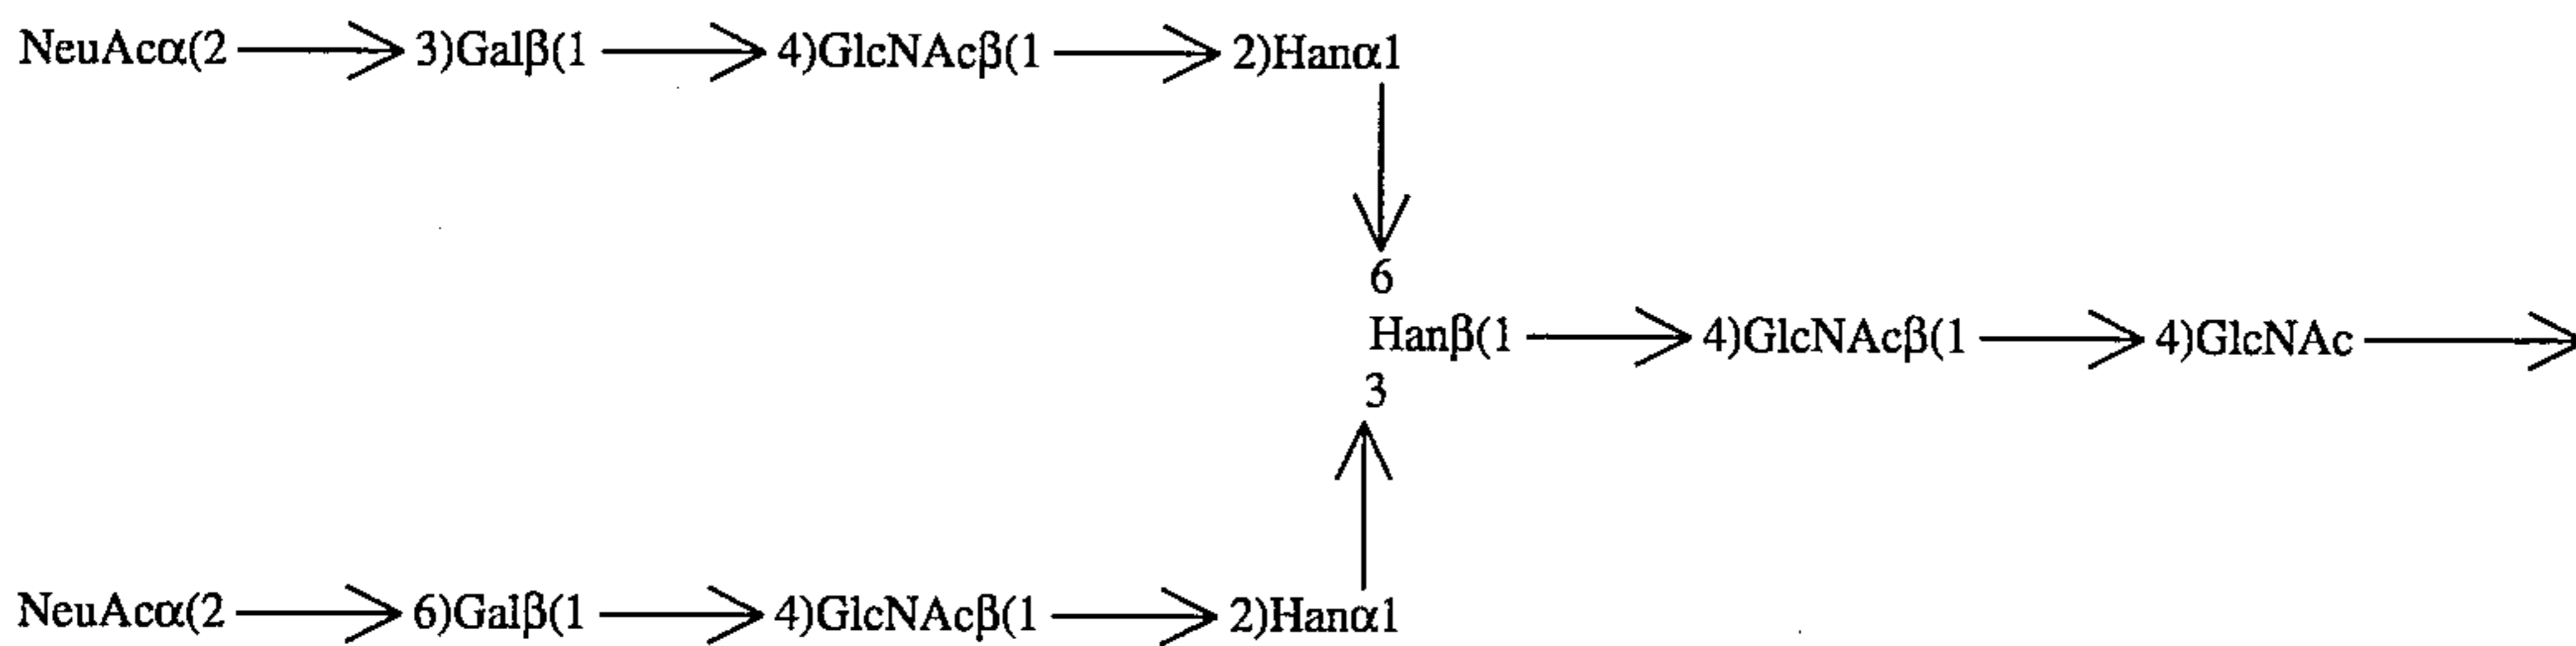 NeuAcα(2 → 3)Galβ(1 → 4)GlcNAcβ(1 → 2)Hanα1
6
Hanβ(1 → 4)GlcNAcβ(1 → 4)GlcNAc →
3
NeuAcα(2 → 6)Galβ(1 → 4)GlcNAcβ(1 → 2)Hanα1